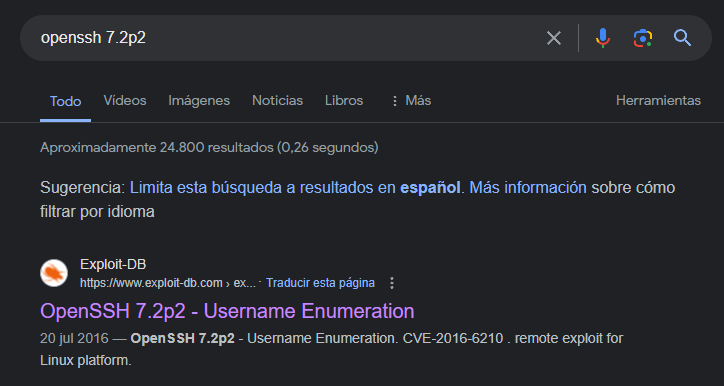 openssh 7.2p2
Todo Vídeos Imágenes Noticias Libros Más Herramientas
Aproximadamente 24.800 resultados (0,26 segundos)
Sugerencia: Limita esta búsqueda a resultados en español. Más información sobre cómo
filtrar por idioma
Exploit-DB
https://www.exploit-db.com › ex... · Traducir esta página
OpenSSH 7.2p2 - Username Enumeration
20 jul 2016 — OpenSSH 7.2p2 - Username Enumeration. CVE-2016-6210 . remote exploit for
Linux platform.